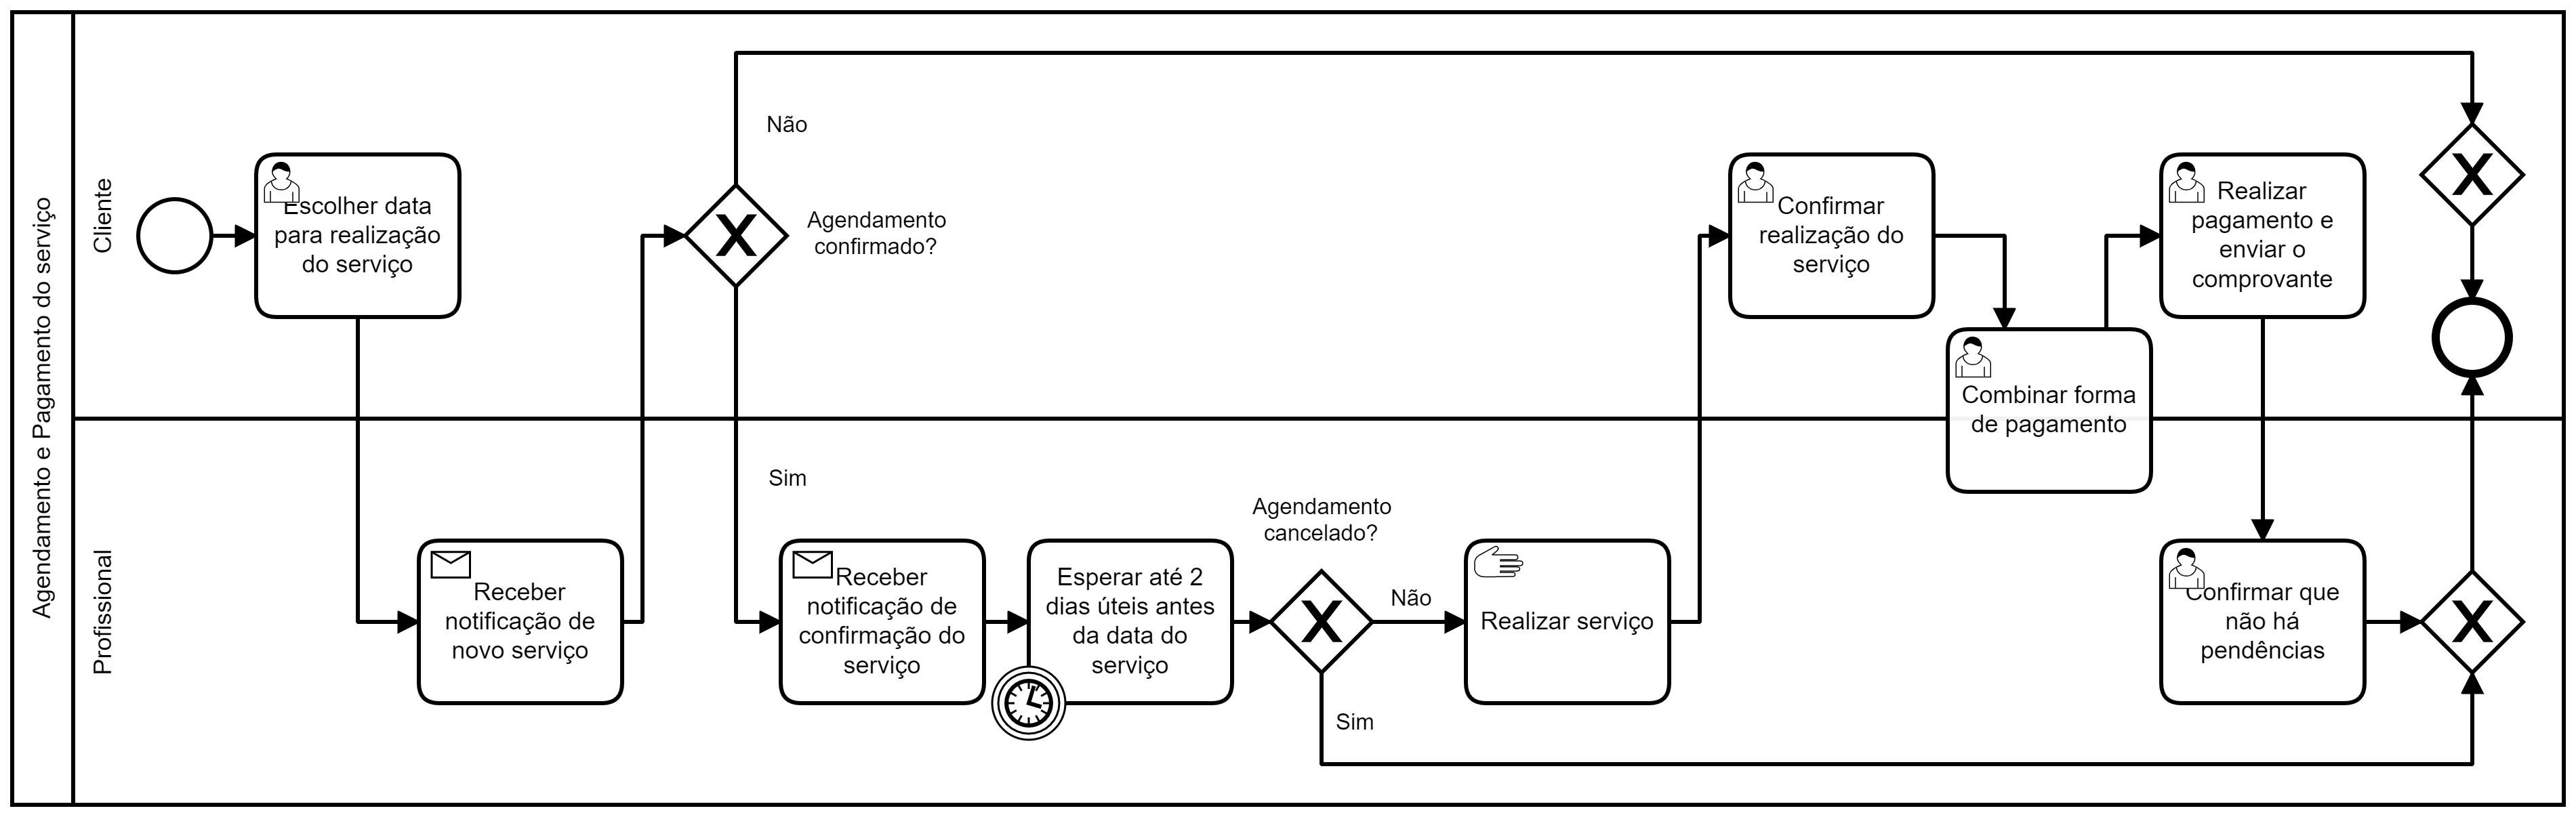 Agendamento e Pagamento do serviço
Cliente
Escolher data
para realização
do serviço
Não
Agendamento
confirmado?
Confirmar
realização do
serviço
Realizar
pagamento e
enviar o
comprovante
Combinar forma
de pagamento
Profissional
Receber
notificação de
novo serviço
Sim
Receber
notificação de
confirmação do
serviço
Esperar até 2
dias úteis antes
da data do
serviço
Agendamento
cancelado?
Não
Sim
Realizar serviço
Confirmar que
não há
pendências